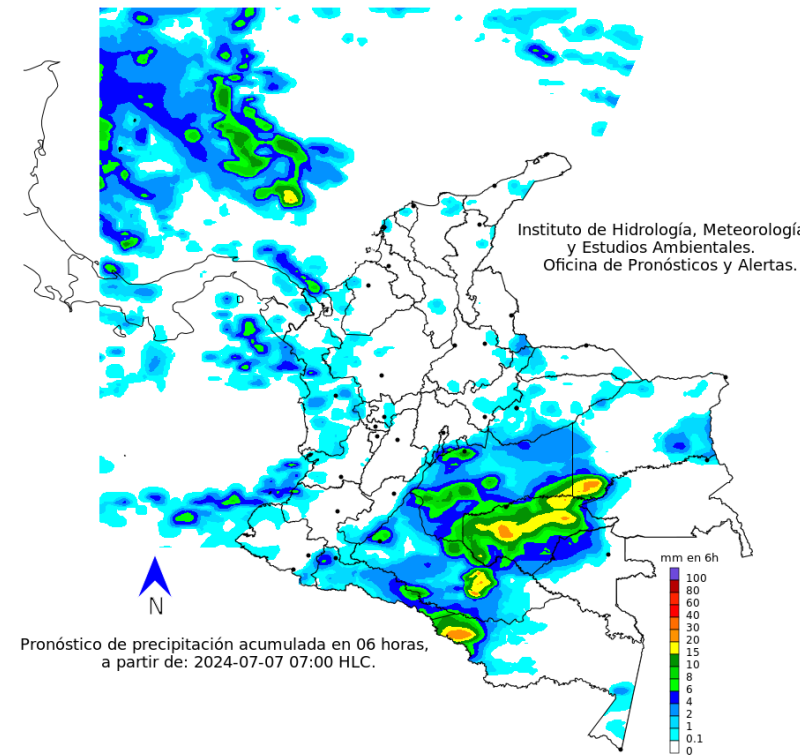 Instituto de Hidrología, Meteorología
y Estudios Ambientales.
Oficina de Pronósticos y Alertas.
mm en 6h
100
80
60
40
30
20
15
10
8
6
4
2
1
0.1
0
N
Pronóstico de precipitación acumulada en 06 horas,
a partir de: 2024-07-07 07:00 HLC.